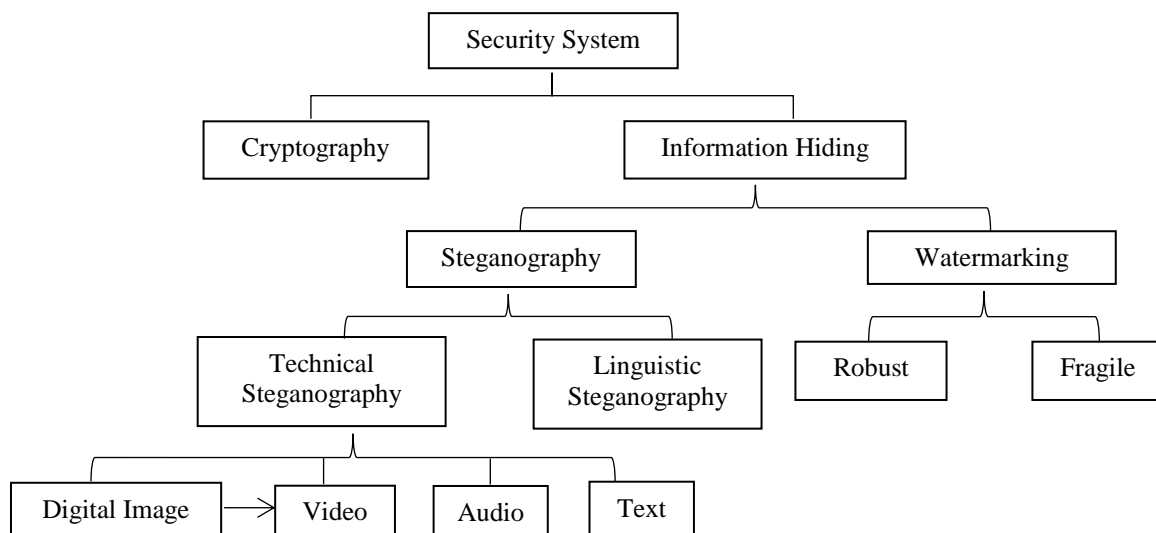 Security System
Cryptography
Information Hiding
Steganography
Watermarking
Technical
Steganography
Linguistic
Steganography
Robust
Fragile
Digital Image
Video
Audio
Text